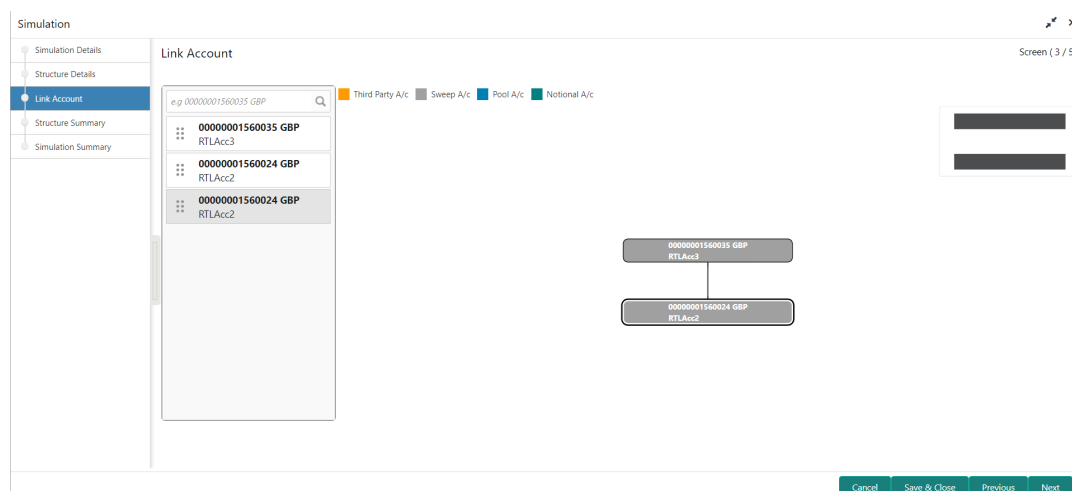 Simulation
Simulation Details
Structure Details
Link Account
Structure Summary
Simulation Summary
Link Account
Screen ( 3 / 5
e.g 00000001560035 GBP
00000001560035 GBP
RTLAcc3
00000001560024 GBP
RTLAcc2
00000001560024 GBP
RTLAcc2
Third Party A/c Sweep A/c Pool A/c Notional A/c
00000001560035 GBP
RTLAcc3
00000001560024 GBP
RTLAcc2
Cancel Save & Close Previous Next